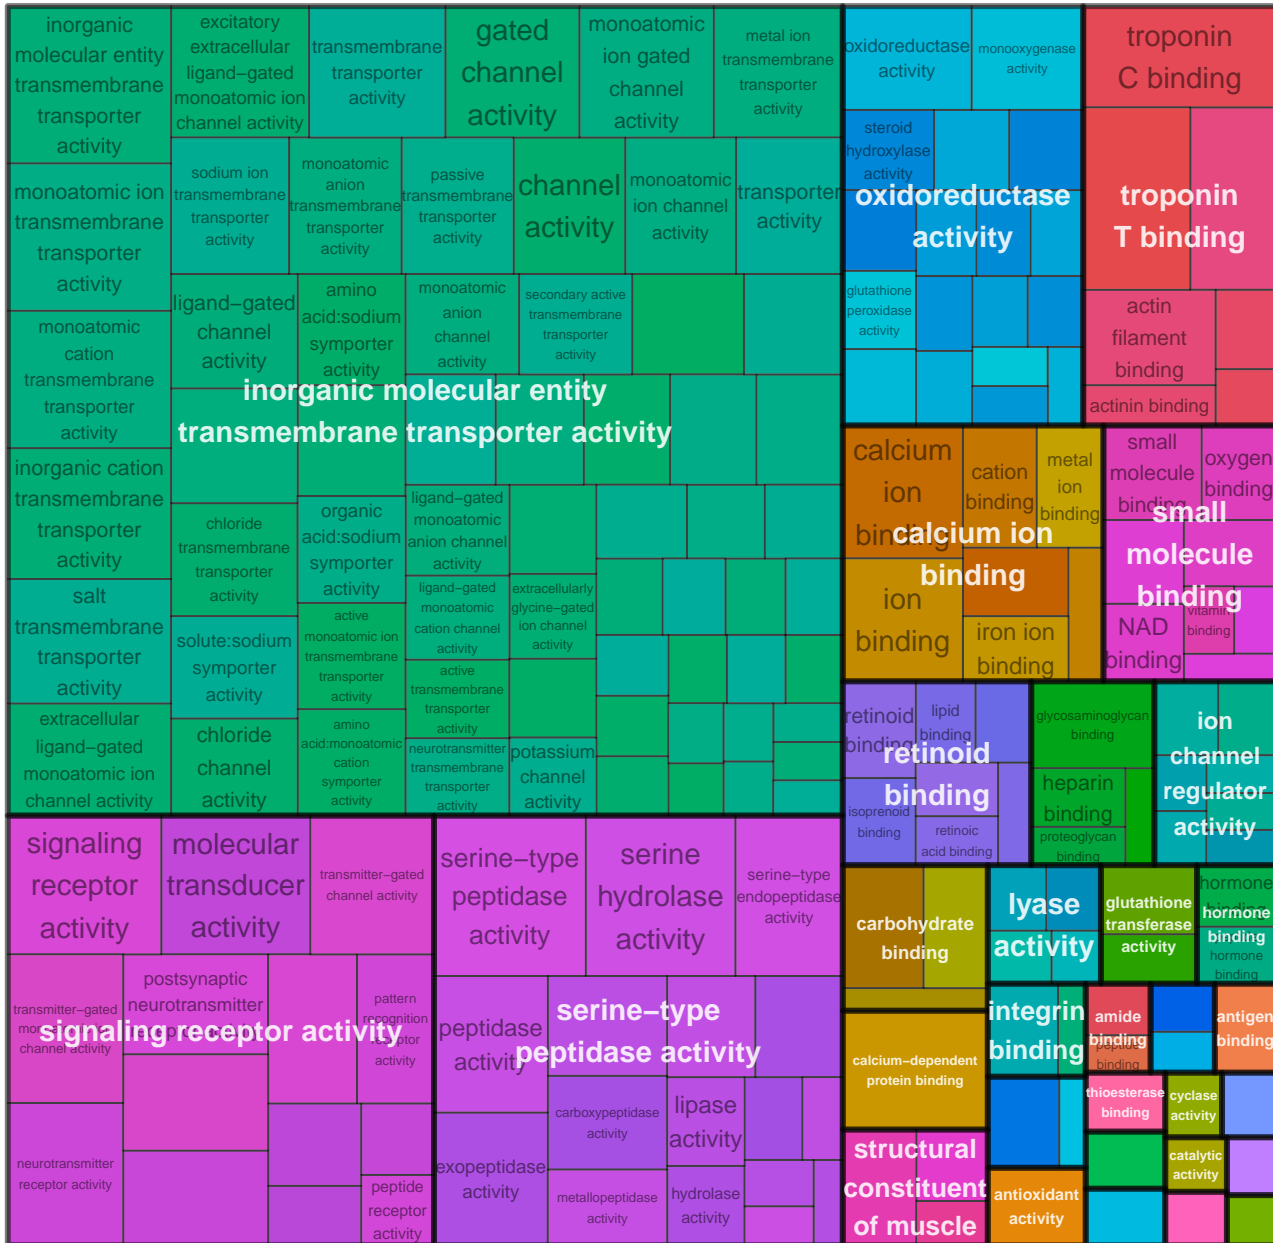 inorganic
molecular entity
transmembrane
transporter
activity
excitatory
extracellular
ligand−gated
monoatomic ion
channel activity
transmembrane
transporter
activity
gated
channel
activity
monoatomic
ion gated
channel
activity
metal ion
transmembrane
transporter
activity
monoatomic ion
transmembrane
transporter
activity
sodium ion
transmembrane
transporter
activity
monoatomic
anion
transmembrane
transporter
activity
passive
transmembrane
transporter
activity
channel
activity
monoatomic
ion channel
activity
transporter
activity
monoatomic
cation
transmembrane
transporter
activity
ligand−gated
channel
activity
amino
acid:sodium
symporter
activity
monoatomic
anion
channel
activity
secondary active
transmembrane
transporter
activity
inorganic molecular entity
transmembrane transporter activity
inorganic cation
transmembrane
transporter
activity
chloride
transmembrane
transporter
activity
organic
acid:sodium
symporter
activity
ligand−gated
monoatomic
anion channel
activity
salt
transmembrane
transporter
activity
solute:sodium
symporter
activity
active
monoatomic ion
transmembrane
transporter
activity
ligand−gated
monoatomic
cation channel
activity
extracellularly
glycine−gated
ion channel
activity
active
transmembrane
transporter
activity
extracellular
ligand−gated
monoatomic ion
channel activity
chloride
channel
activity
amino
acid:monoatomic
cation
symporter
activity
neurotransmitter
transmembrane
transporter
activity
potassium
channel
activity
signaling
receptor
activity
molecular
transducer
activity
transmitter−gated
channel activity
transmitter−gated
channel activity
postsynaptic
neurotransmitter
receptor activity
pattern
recognition
receptor
activity
signaling receptor activity
neurotransmitter
receptor activity
peptide
receptor
activity
serine−type
peptidase
activity
serine
hydrolase
activity
serine−type
endopeptidase
activity
peptidase
activity
serine−type
peptidase activity
carboxypeptidase
activity
lipase
activity
exopeptidase
activity
metallopeptidase
activity
hydrolase
activity
oxidoreductase
activity
monooxygenase
activity
steroid
hydroxylase
activity
oxidoreductase
activity
glutathione
peroxidase
activity
troponin
C binding
troponin
T binding
actin
filament
binding
actinin binding
calcium
ion
binding
cation
binding
metal
ion
binding
calcium ion
binding
ion
binding
iron ion
binding
small
molecule
binding
oxygen
binding
small
molecule
binding
NAD
binding
vitamin
binding
retinoid
binding
lipid
binding
retinoid
binding
isoprenoid
binding
retinoic
acid binding
glycosaminoglycan
binding
heparin
binding
proteoglycan
binding
ion
channel
regulator
activity
carbohydrate
binding
lyase
activity
glutathione
transferase
activity
hormone
binding
hormone
binding
hormone
binding
calcium−dependent
protein binding
integrin
binding
amide
binding
peptide
binding
antigen
binding
thioesterase
binding
cyclase
activity
structural
constituent
of muscle
antioxidant
activity
catalytic
activity